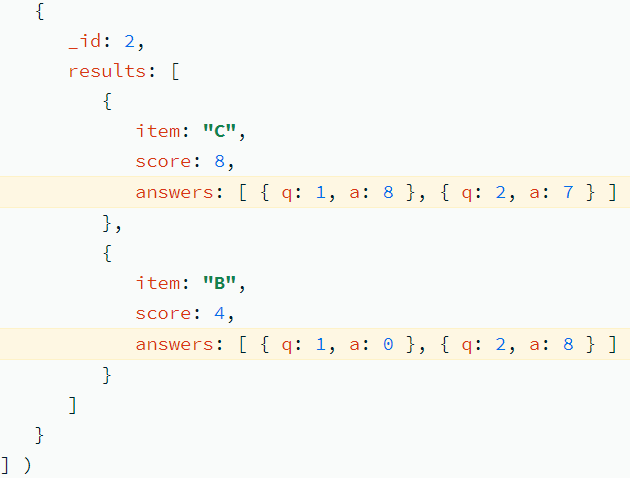 {
_id: 2,
results: [
{
item: "C",
score: 8,
answers: [ { q: 1, a: 8 }, { q: 2, a: 7 } ]
},
{
item: "B",
score: 4,
answers: [ { q: 1, a: 0 }, { q: 2, a: 8 } ]
}
]
}
] )